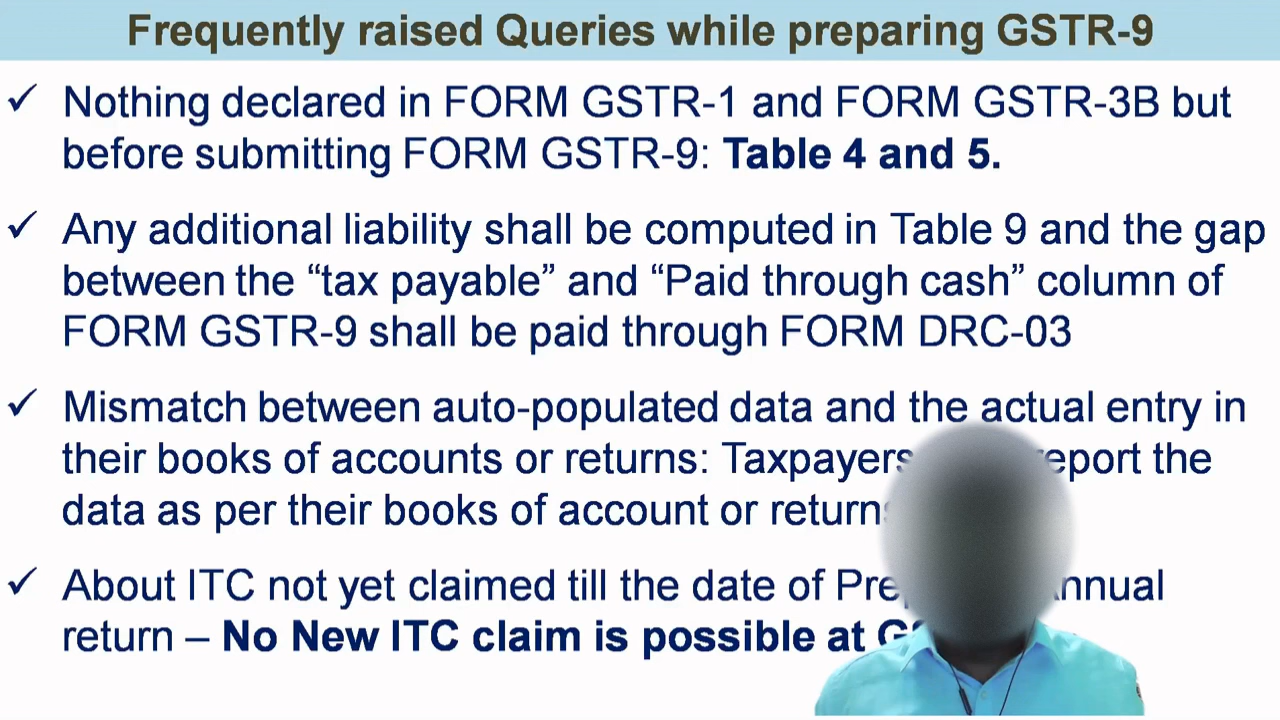 Frequently raised Queries while preparing GSTR-9
✓ Nothing declared in FORM GSTR-1 and FORM GSTR-3B but
before submitting FORM GSTR-9: Table 4 and 5.
✓ Any additional liability shall be computed in Table 9 and the gap
between the “tax payable” and “Paid through cash” column of
FORM GSTR-9 shall be paid through FORM DRC-03
✓ Mismatch between auto-populated data and the actual entry in
their books of accounts or returns: Taxpayers the
data as per their books of account or returns
✓ About ITC not yet claimed till the date of
return – No New ITC claim is possible at